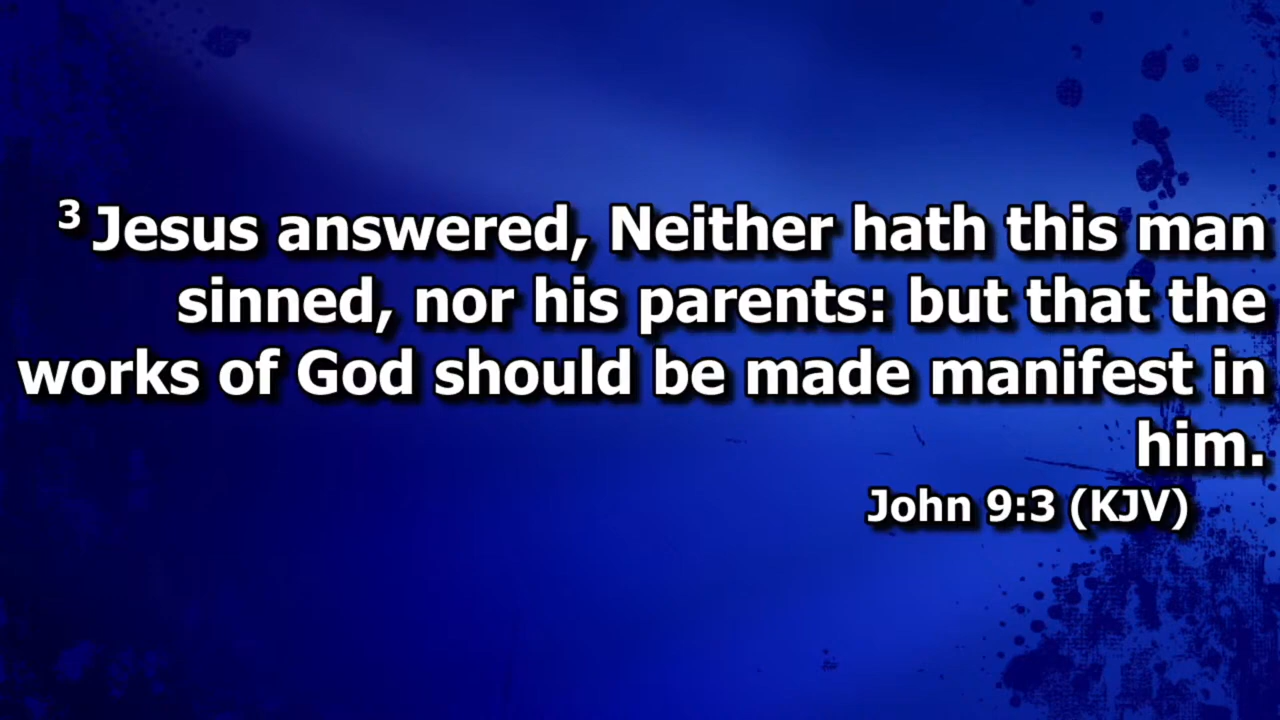 3 Jesus answered, Neither hath this man
sinned, nor his parents: but that the
works of God should be made manifest in
him.
John 9:3 (KJV)